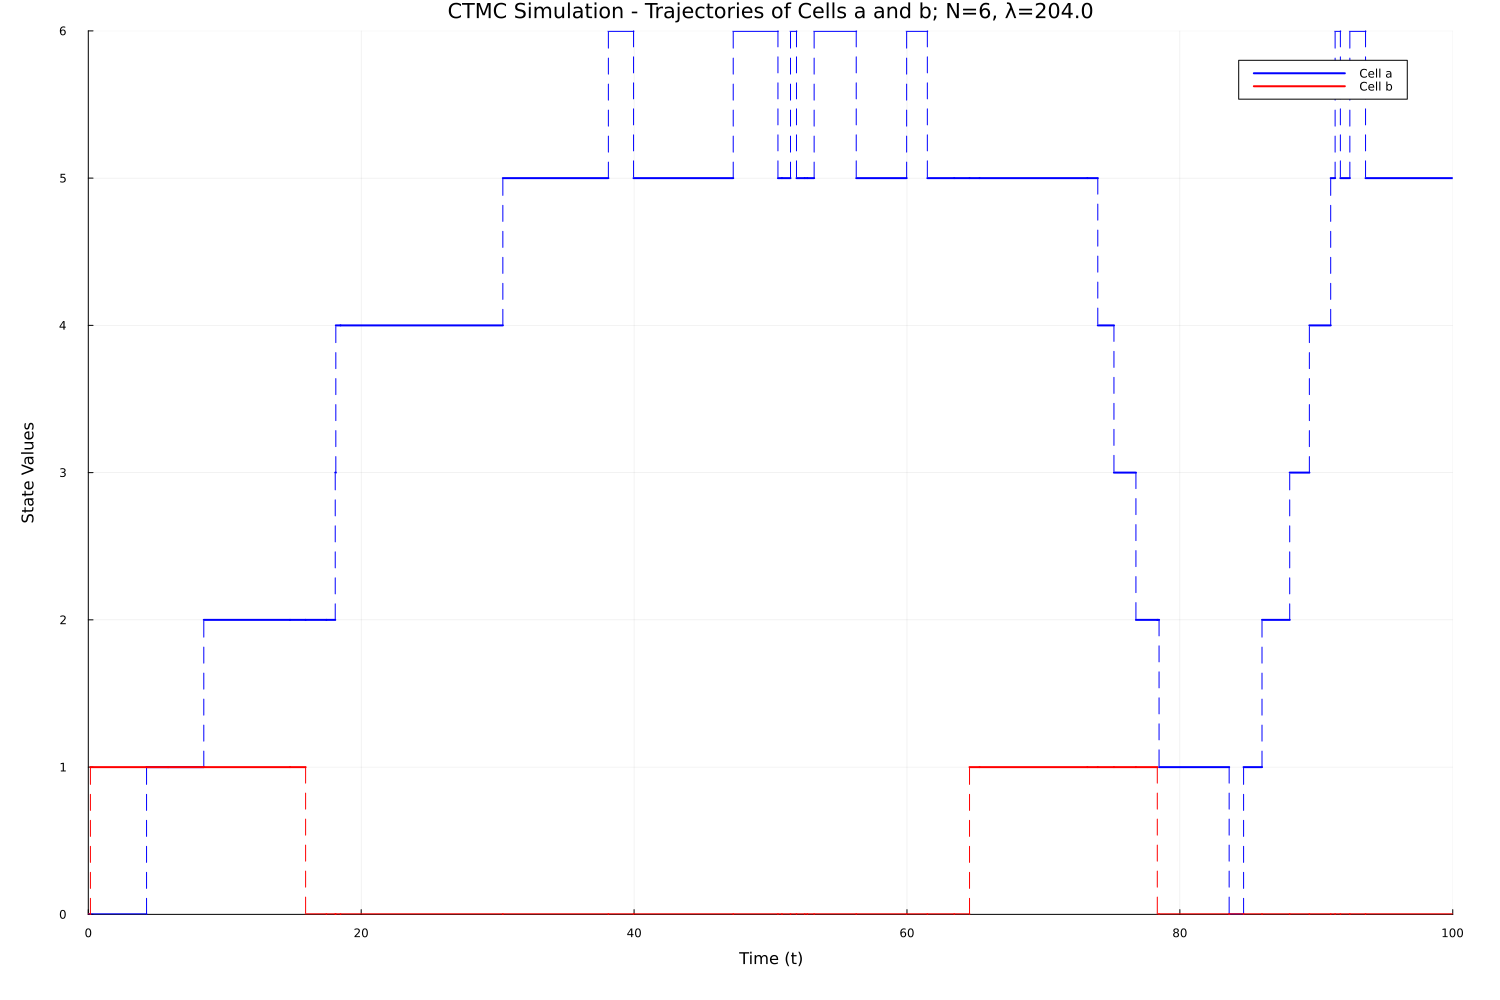 CTMC Simulation - Trajectories of Cells a and b; N=6, λ=204.0
6
Cell a
Cell b
5
4
3
State Values
2
1
0
0 20 40 60 80 100
Time (t)